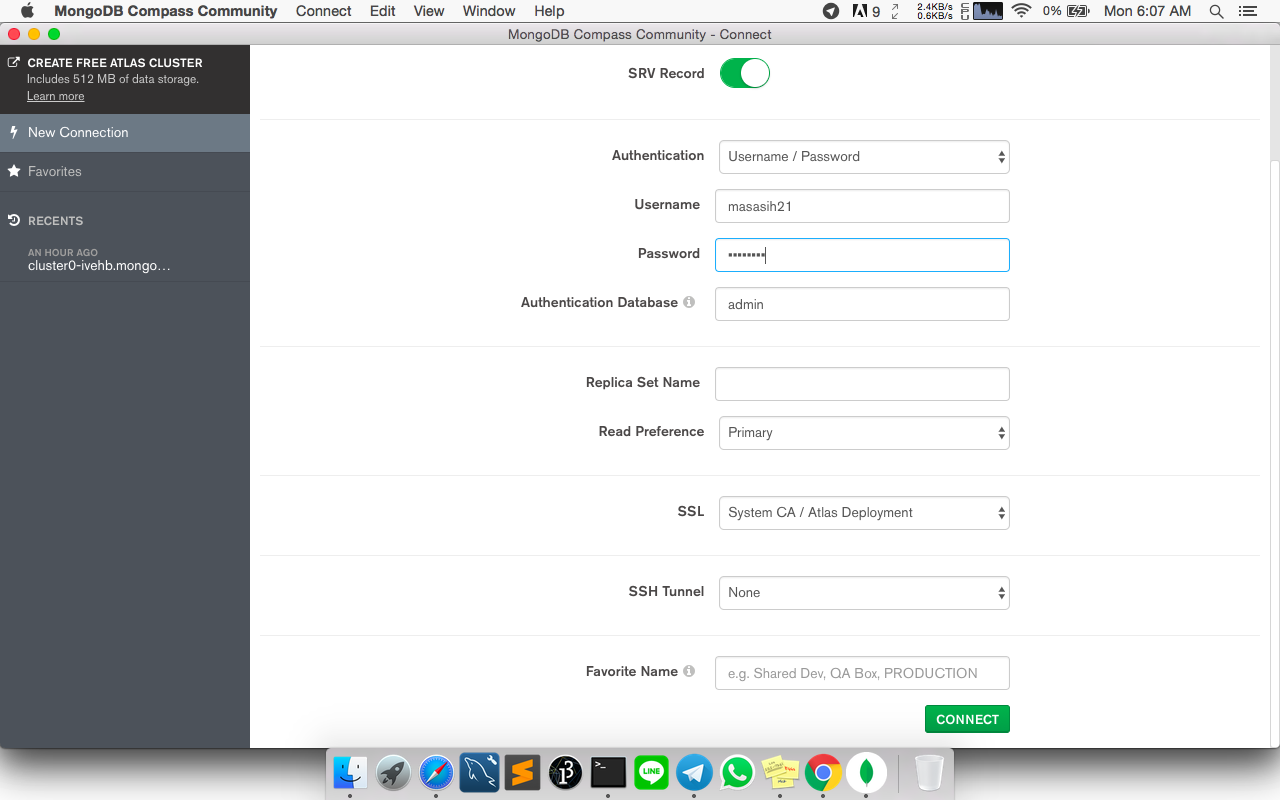 MongoDB Compass Community Connect Edit View Window Help 9 2.4KB/s 0% Mon 6:07 AM
0.6KB/s
CPU
MongoDB Compass Community - Connect
CREATE FREE ATLAS CLUSTER
Includes 512 MB of data storage.
Learn more
New Connection
Favorites
RECENTS
AN HOUR AGO
cluster0-ivehb.mongo…
SRV Record
Authentication Username / Password
Username masasih21
Password ••••••••
Authentication Database admin
Replica Set Name
Read Preference Primary
SSL System CA / Atlas Deployment
SSH Tunnel None
Favorite Name e.g. Shared Dev, QA Box, PRODUCTION
CONNECT
LINE